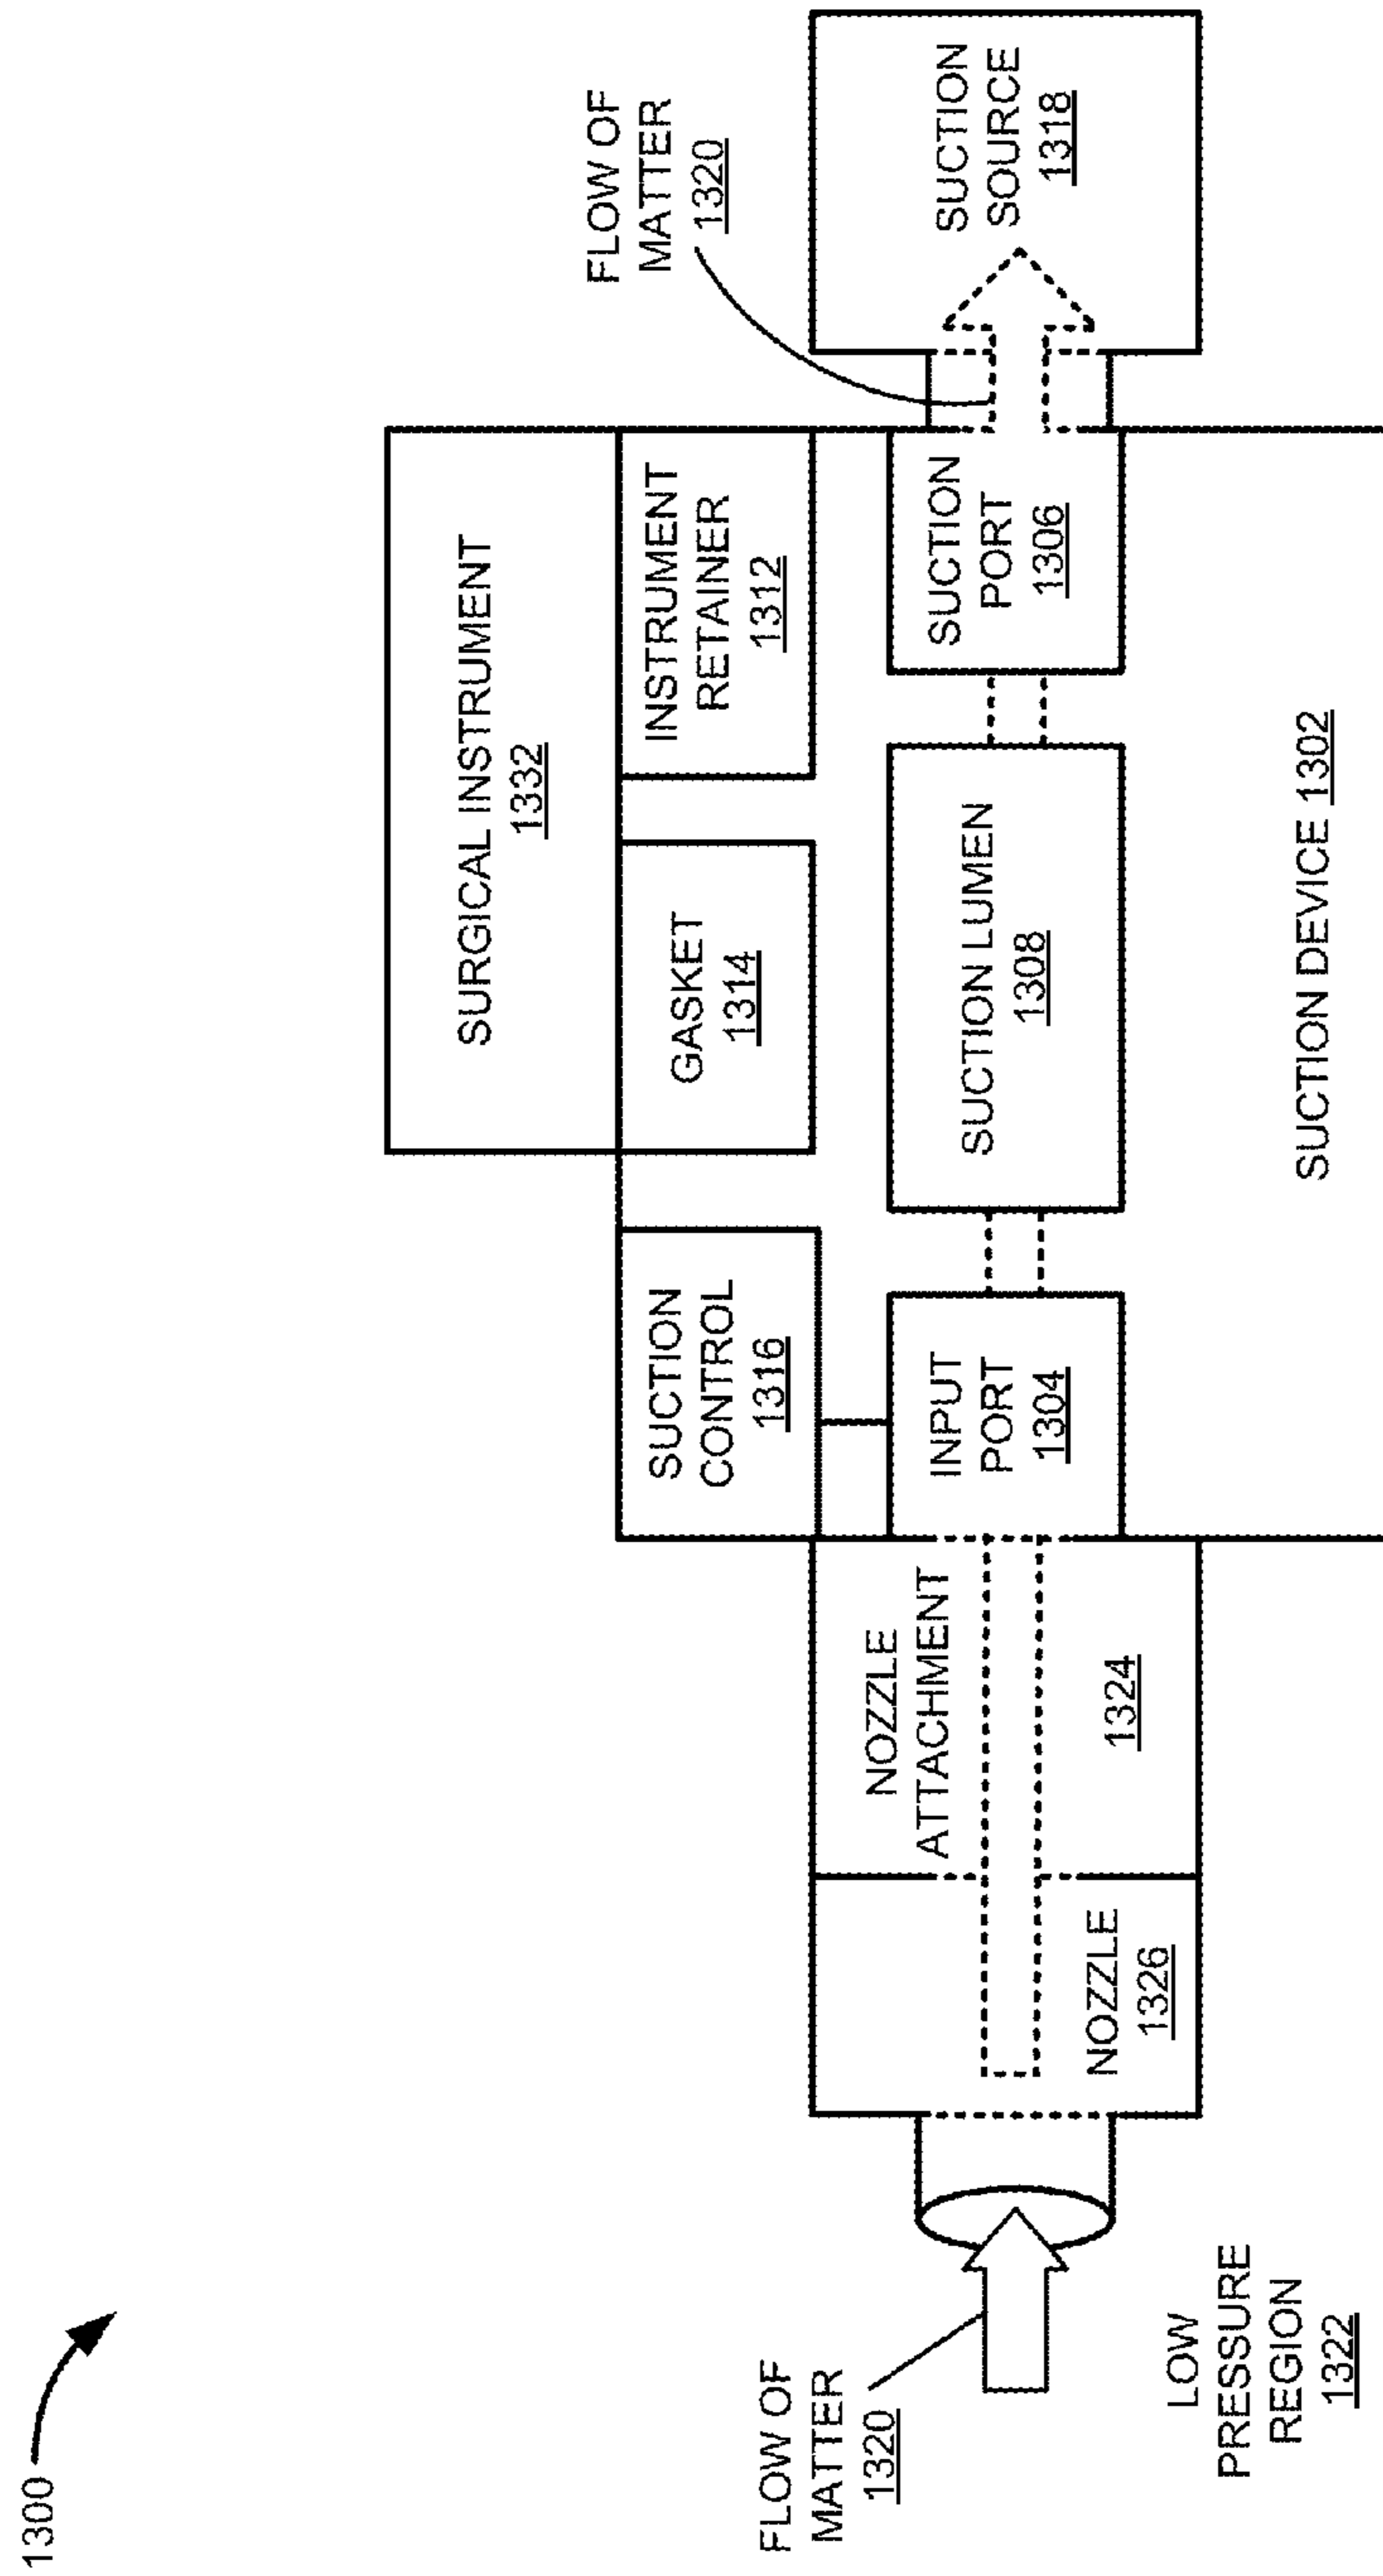 1300
FLOW OF
MATTER
1320
SURGICAL INSTRUMENT
1332
SUCTION
CONTROL
1316
GASKET
1314
INSTRUMENT
RETAINER
1312
FLOW OF
MATTER
1320
LOW
PRESSURE
REGION
1322
NOZZLE
1326
NOZZLE
ATTACHMENT
1324
INPUT
PORT
1304
SUCTION LUMEN
1308
SUCTION
PORT
1306
SUCTION
SOURCE
1318
SUCTION DEVICE 1302